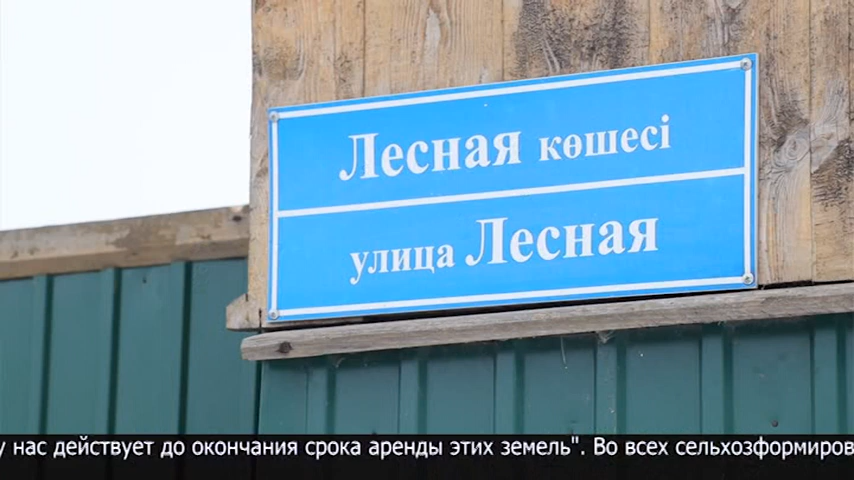 Лесная көшесі
улица Лесная
у нас действует до окончания срока аренды этих земель". Во всех сельхозформиров